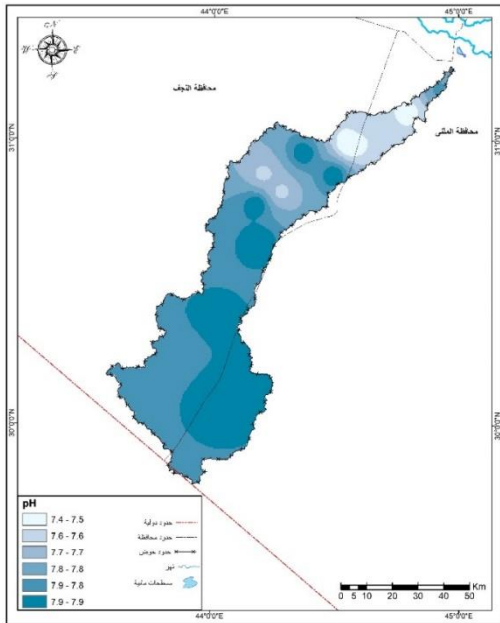 44°0'0"E
45°0'0"E
N
محافظة النجف
31°0'0"N
31°0'0"N
محافظة المثنى
30°0'0"N
30°0'0"N
pH
7.4 - 7.5
7.6 - 7.6
7.7 - 7.7
7.8 - 7.8
7.9 - 7.8
7.9 - 7.9
حدود دولية
حدود محافظة
حدود حوض
نهر
مسطحات مائية
Km
0 5 10 20 30 40 50
44°0'0"E
45°0'0"E